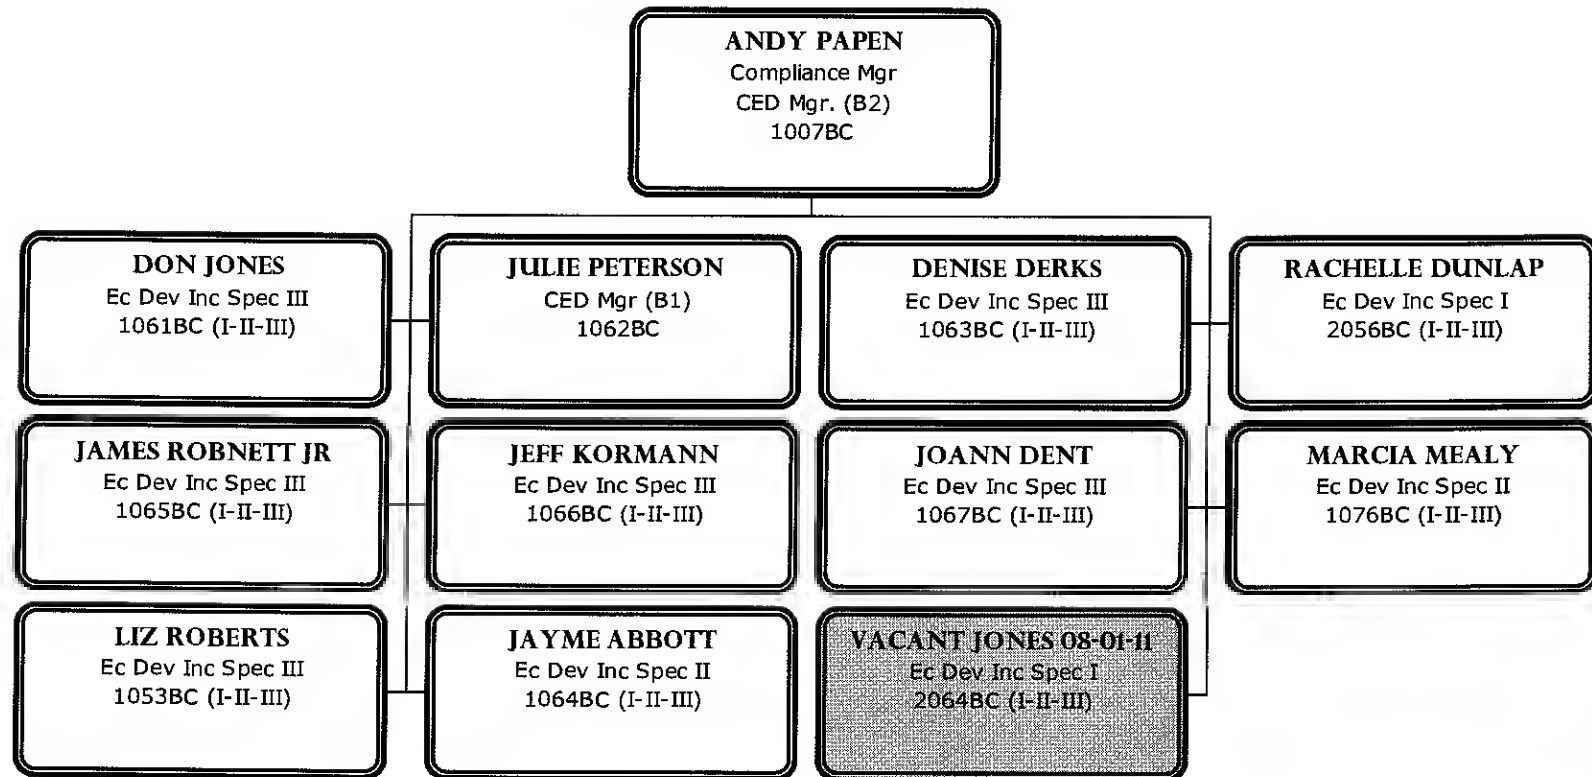 ANDY PAPEN
Compliance Mgr
CED Mgr. (B2)
1007BC
DON JONES
Ec Dev Inc Spec III
1061BC (I-II-III)
JULIE PETERSON
CED Mgr (B1)
1062BC
DENISE DERKS
Ec Dev Inc Spec III
1063BC (I-II-III)
RACHELLE DUNLAP
Ec Dev Inc Spec I
2056BC (I-II-III)
JAMES ROBNETT JR
Ec Dev Inc Spec III
1065BC (I-II-III)
JEFF KORMANN
Ec Dev Inc Spec III
1066BC (I-II-III)
JOANN DENT
Ec Dev Inc Spec III
1067BC (I-II-III)
MARCIA MEALY
Ec Dev Inc Spec II
1076BC (I-II-III)
LIZ ROBERTS
Ec Dev Inc Spec III
1053BC (I-II-III)
JAYME ABBOTT
Ec Dev Inc Spec II
1064BC (I-II-III)
VACANT JONES 08-01-11
Ec Dev Inc Spec I
2064BC (I-II-III)